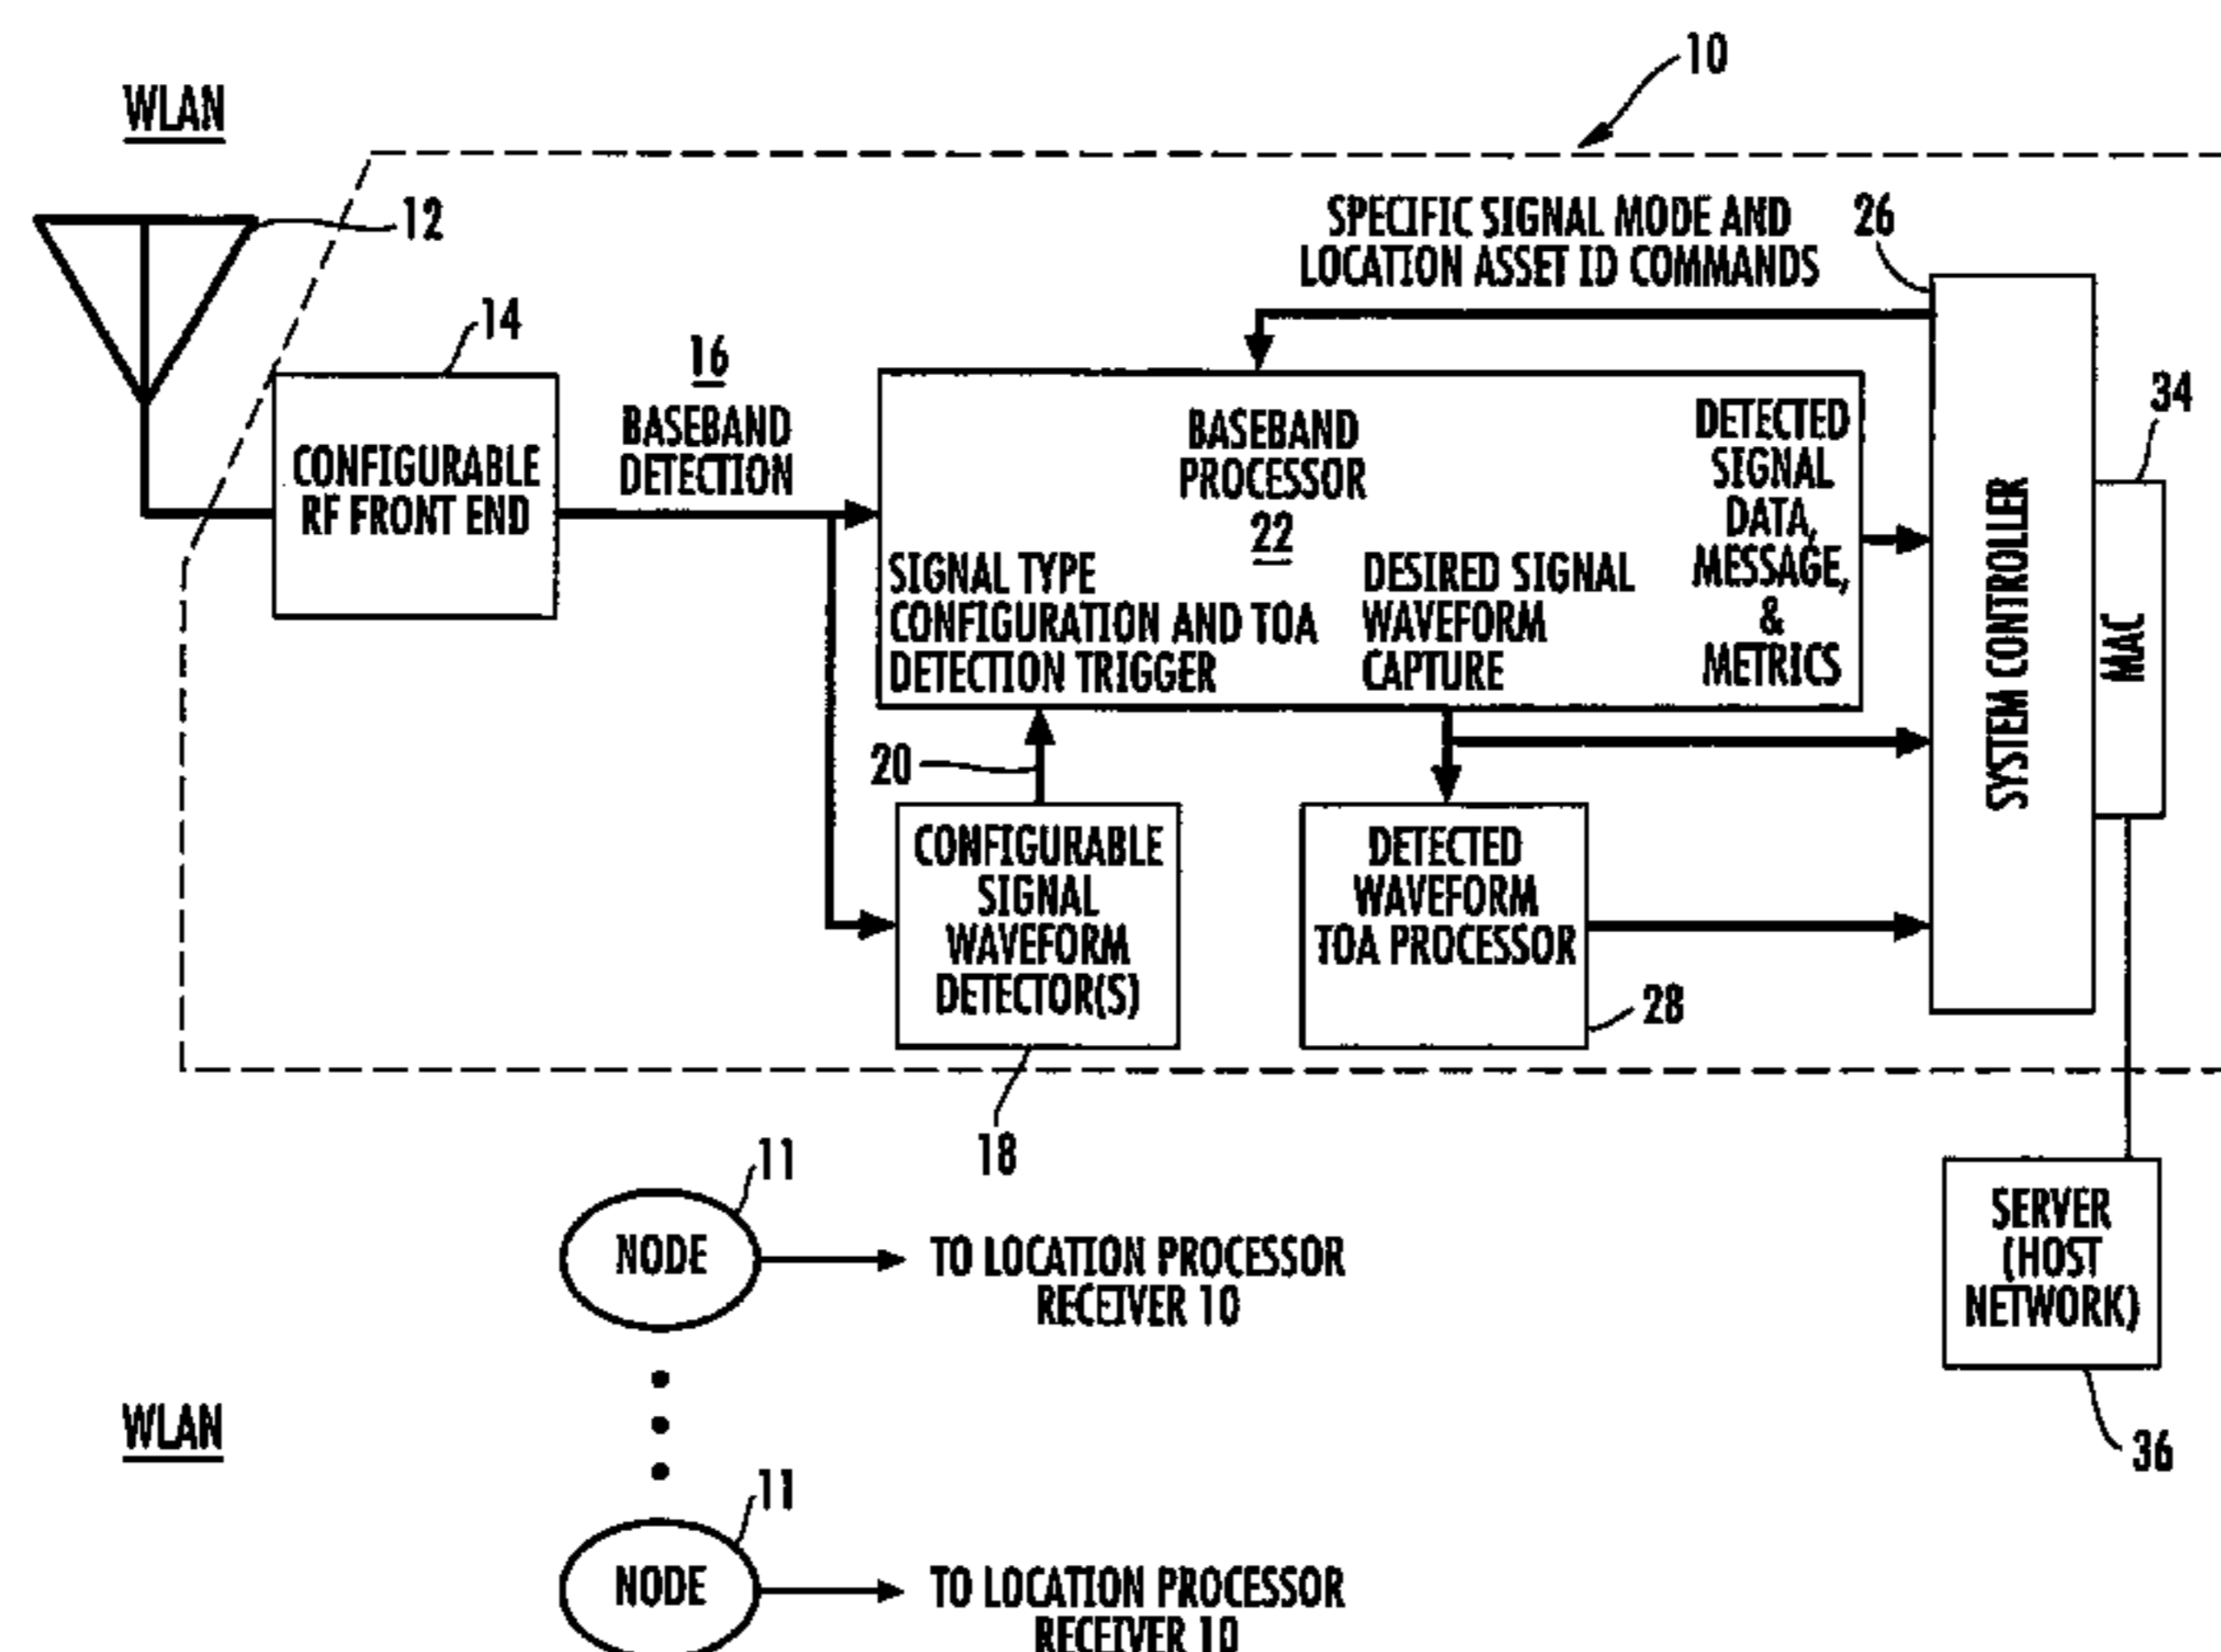 10
WLAN
12
SPECIFIC SIGNAL MODE AND
LOCATION ASSET ID COMMANDS
26
14
16
BASEBAND
DETECTION
34
CONFIGURABLE
RF FRONT END
BASEBAND
PROCESSOR
22
DETECTED
SIGNAL
DATA,
MESSAGE,
&
METRICS
SIGNAL TYPE
CONFIGURATION AND TOA
DETECTION TRIGGER
DESIRED SIGNAL
WAVEFORM
CAPTURE
SYSTEM CONTROLLER
MAC
20
CONFIGURABLE
SIGNAL
WAVEFORM
DETECTOR(S)
DETECTED
WAVEFORM
TOA PROCESSOR
28
18
11
NODE
TO LOCATION PROCESSOR
RECEIVER 10
SERVER
(HOST
NETWORK)
36
WLAN
11
NODE
TO LOCATION PROCESSOR
RECEIVER 10